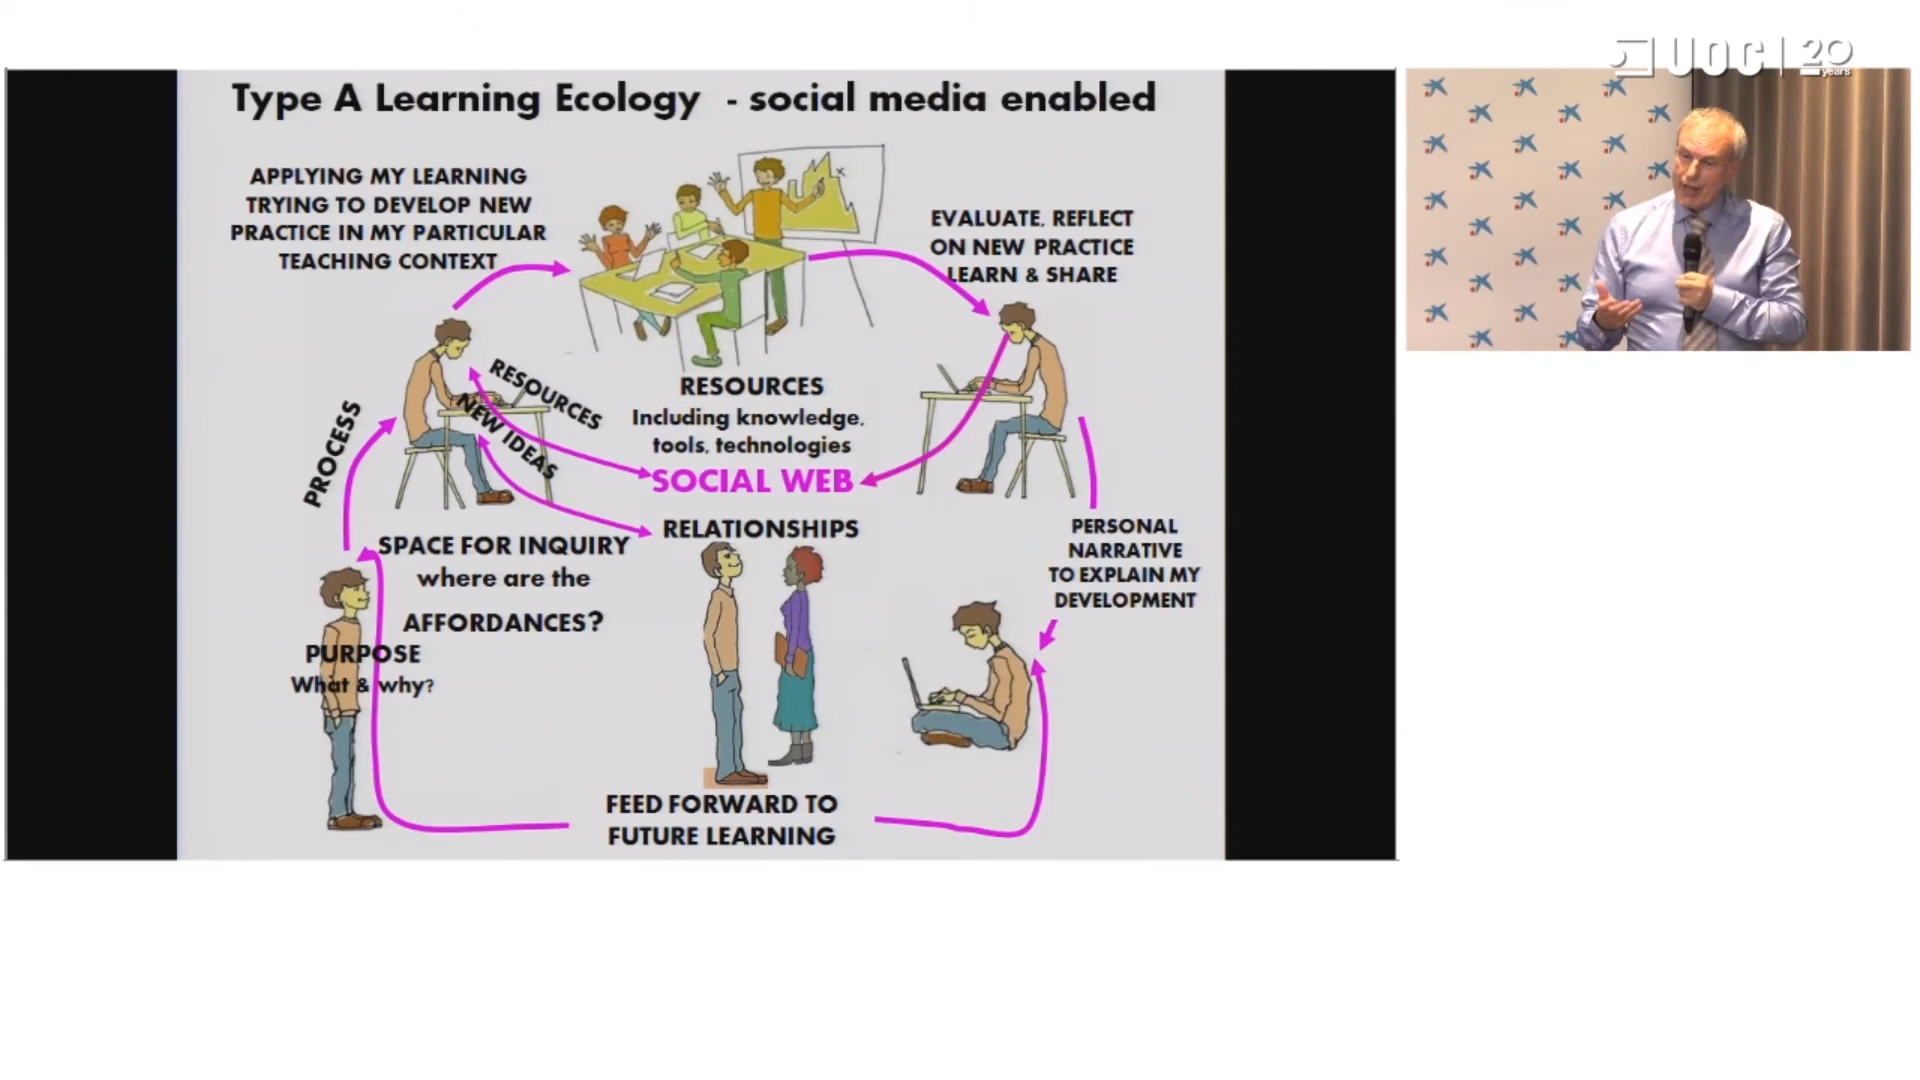 UOC 20
years
Type A Learning Ecology - social media enabled
APPLYING MY LEARNING
TRYING TO DEVELOP NEW
PRACTICE IN MY PARTICULAR
TEACHING CONTEXT
EVALUATE, REFLECT
ON NEW PRACTICE
LEARN & SHARE
PROCESS
RESOURCES
NEW IDEAS
RESOURCES
Including knowledge,
tools, technologies
SOCIAL WEB
RELATIONSHIPS
SPACE FOR INQUIRY
where are the
AFFORDANCES?
PURPOSE
What & why?
PERSONAL
NARRATIVE
TO EXPLAIN MY
DEVELOPMENT
FEED FORWARD TO
FUTURE LEARNING